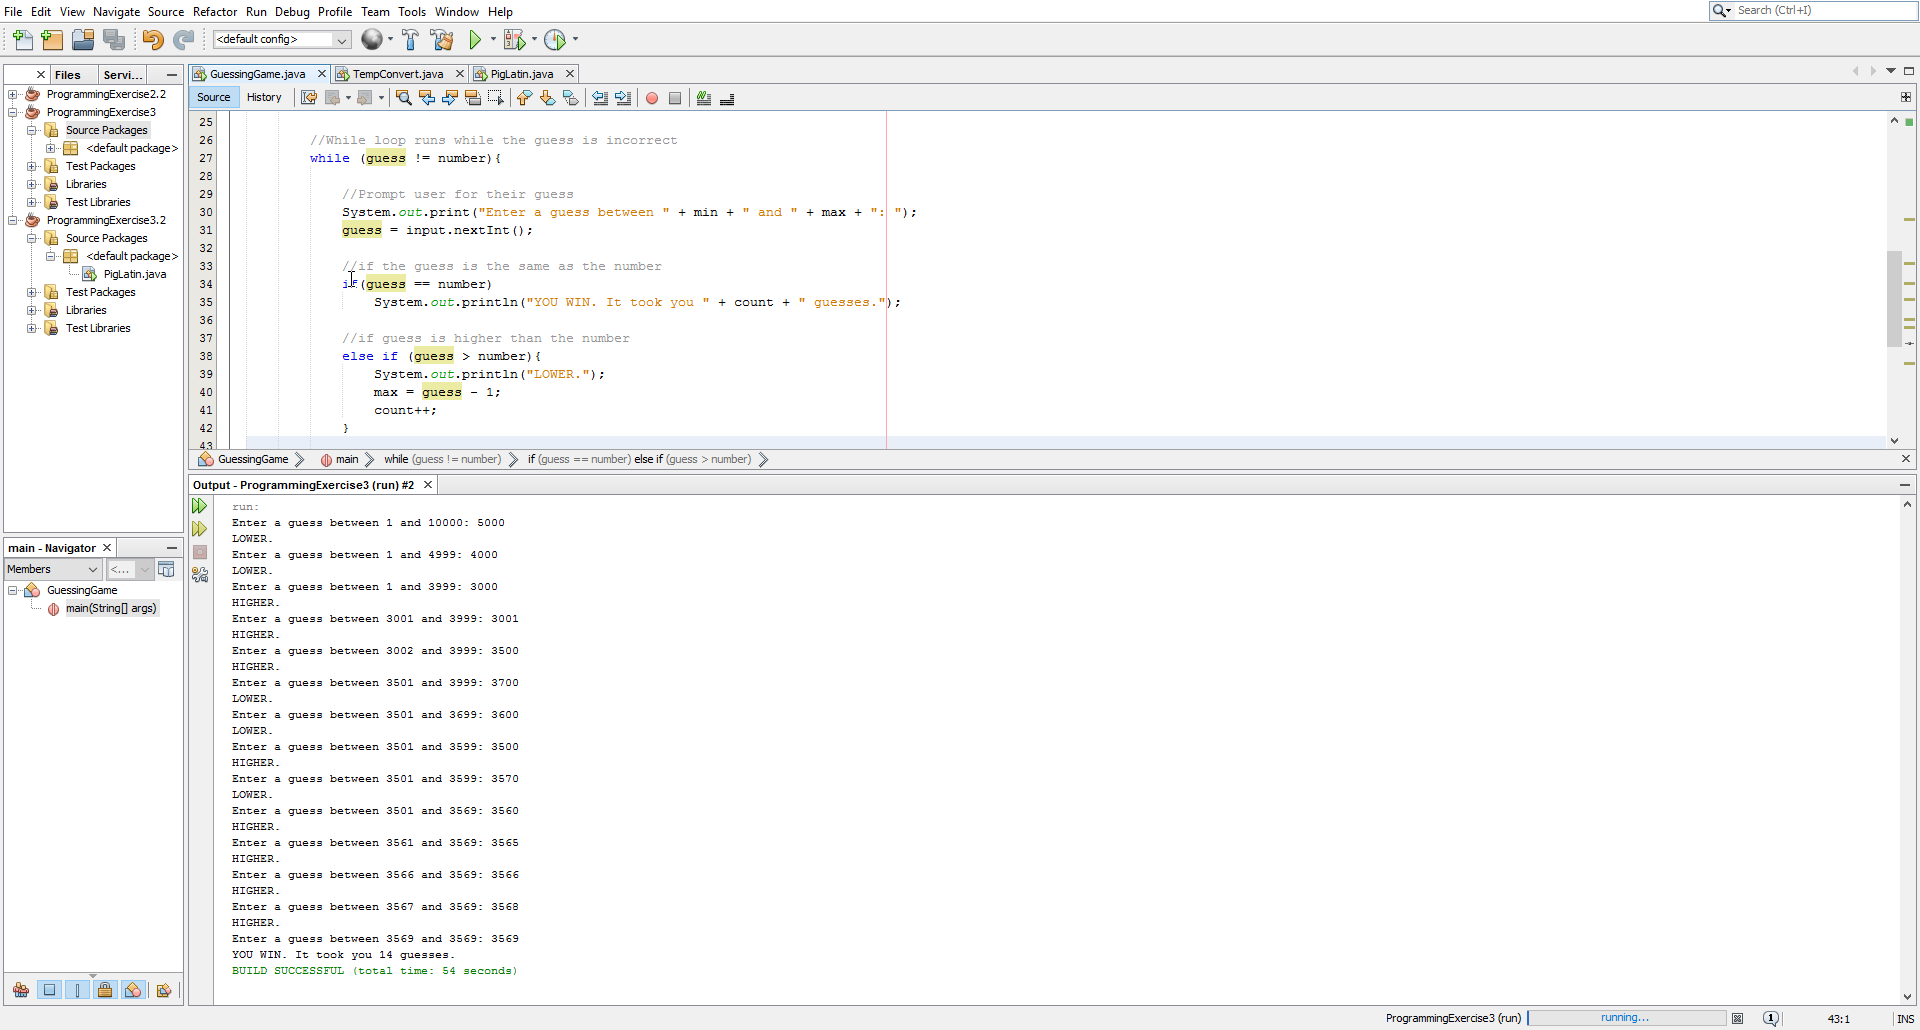 File Edit View Navigate Source Refactor Run Debug Profile Team Tools Window Help
Search (Ctrl+I)
<default config>
Files Servi...
ProgrammingExercise2.2
ProgrammingExercise3
Source Packages
<default package>
Test Packages
Libraries
Test Libraries
ProgrammingExercise3.2
Source Packages
<default package>
PigLatin.java
Test Packages
Libraries
Test Libraries
main - Navigator
Members
<...
GuessingGame
main(String[] args)
GuessingGame.java TempConvert.java PigLatin.java
Source History
25
26 //While loop runs while the guess is incorrect
27 while (guess != number){
28
29 //Prompt user for their guess
30 System.out.print("Enter a guess between " + min + " and " + max + ": ");
31 guess = input.nextInt();
32
33 //if the guess is the same as the number
34 if(guess == number)
35 System.out.println("YOU WIN. It took you " + count + " guesses.");
36
37 //if guess is higher than the number
38 else if (guess > number){
39 System.out.println("LOWER.");
40 max = guess - 1;
41 count++;
42 }
43
GuessingGame main while (guess != number) if (guess == number) else if (guess > number)
Output - ProgrammingExercise3 (run) #2
run:
Enter a guess between 1 and 10000: 5000
LOWER.
Enter a guess between 1 and 4999: 4000
LOWER.
Enter a guess between 1 and 3999: 3000
HIGHER.
Enter a guess between 3001 and 3999: 3001
HIGHER.
Enter a guess between 3002 and 3999: 3500
HIGHER.
Enter a guess between 3501 and 3999: 3700
LOWER.
Enter a guess between 3501 and 3699: 3600
LOWER.
Enter a guess between 3501 and 3599: 3500
HIGHER.
Enter a guess between 3501 and 3599: 3570
LOWER.
Enter a guess between 3501 and 3569: 3560
HIGHER.
Enter a guess between 3561 and 3569: 3565
HIGHER.
Enter a guess between 3566 and 3569: 3566
HIGHER.
Enter a guess between 3567 and 3569: 3568
HIGHER.
Enter a guess between 3569 and 3569: 3569
YOU WIN. It took you 14 guesses.
BUILD SUCCESSFUL (total time: 54 seconds)
ProgrammingExercise3 (run) running... 1 43:1 INS